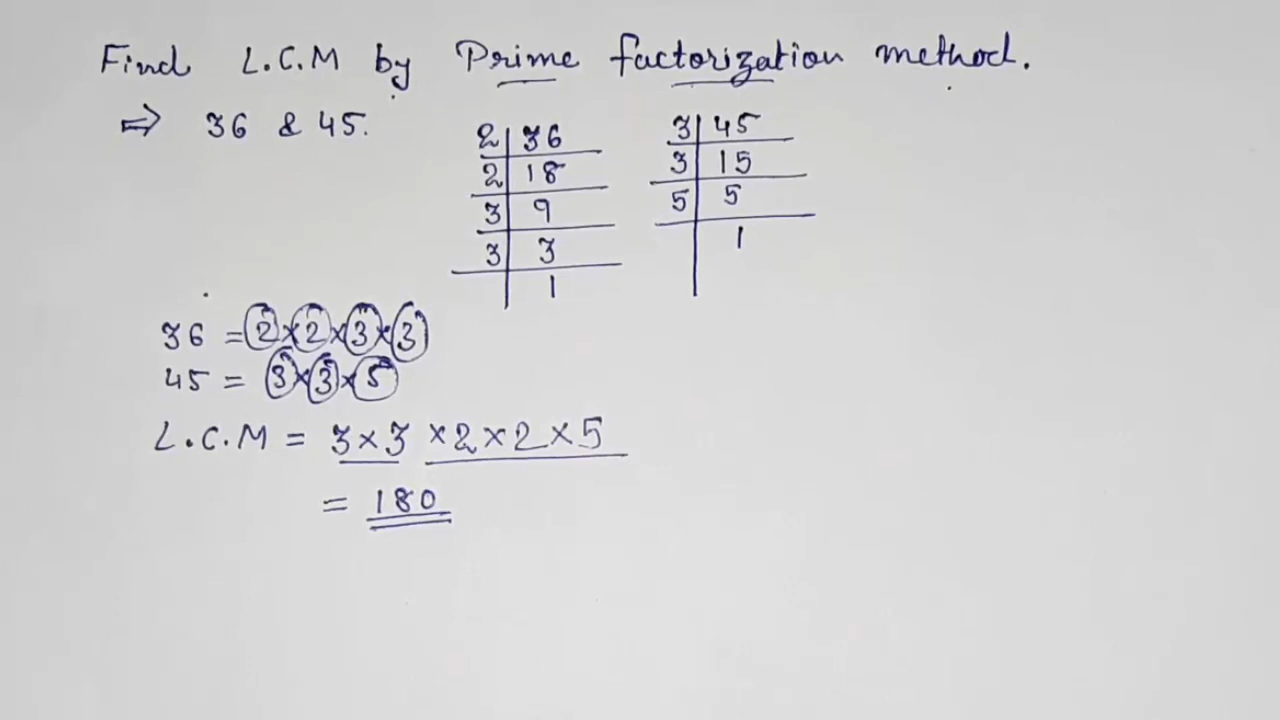 Find L.C.M by Prime factorization method.
⇒ 36 & 45.
2 | 36
2 | 18
3 | 9
3 | 3
1
3 | 45
3 | 15
5 | 5
1
36 = 2 × 2 × 3 × 3
45 = 3 × 3 × 5
L.C.M = 3 × 3 × 2 × 2 × 5
= 180